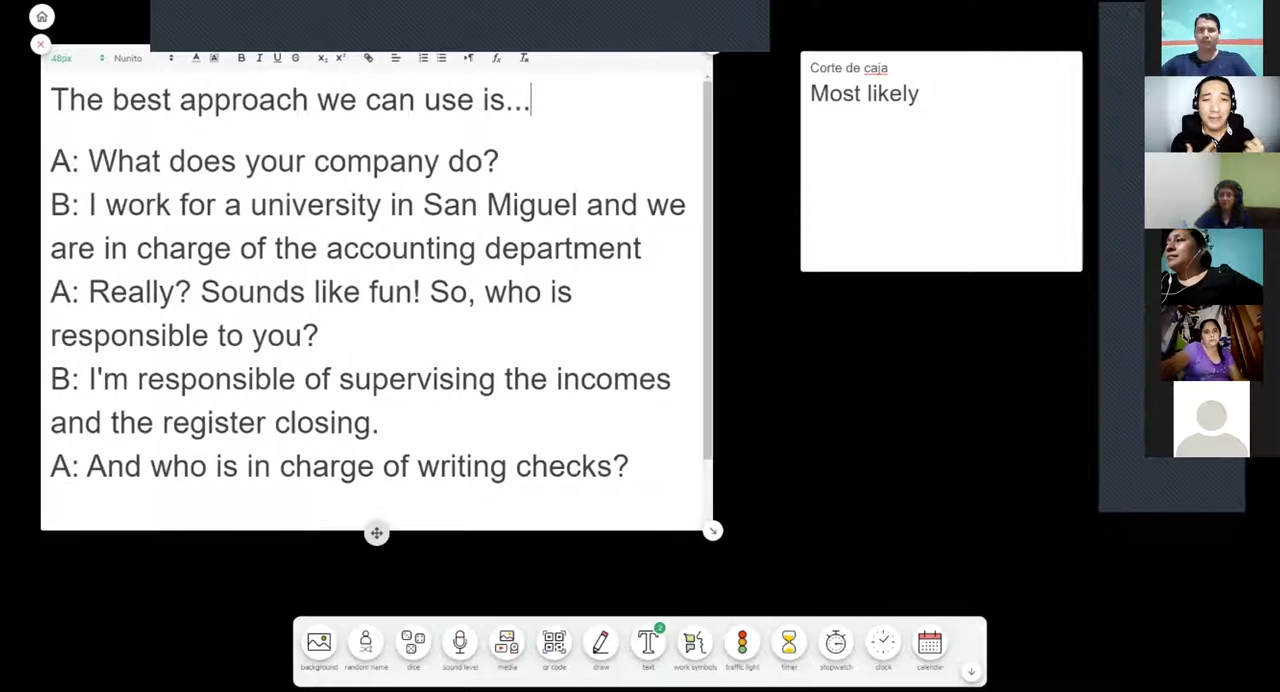 48px
Nunito
The best approach we can use is...
A: What does your company do?
B: I work for a university in San Miguel and we
are in charge of the accounting department
A: Really? Sounds like fun! So, who is
responsible to you?
B: I'm responsible of supervising the incomes
and the register closing.
A: And who is in charge of writing checks?
Corte de caja
Most likely
2
background
random name
dice
sound level
media
qr code
draw
text
work symbols
traffic light
timer
stopwatch
clock
calendar